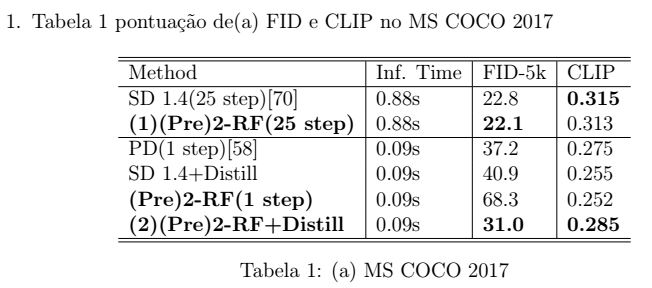 1. Tabela 1 pontuação de(a) FID e CLIP no MS COCO 2017
Method Inf. Time FID-5k CLIP
SD 1.4(25 step)[70] 0.88s 22.8 0.315
(1)(Pre)2-RF(25 step) 0.88s 22.1 0.313
PD(1 step)[58] 0.09s 37.2 0.275
SD 1.4+Distill 0.09s 40.9 0.255
(Pre)2-RF(1 step) 0.09s 68.3 0.252
(2)(Pre)2-RF+Distill 0.09s 31.0 0.285
Tabela 1: (a) MS COCO 2017